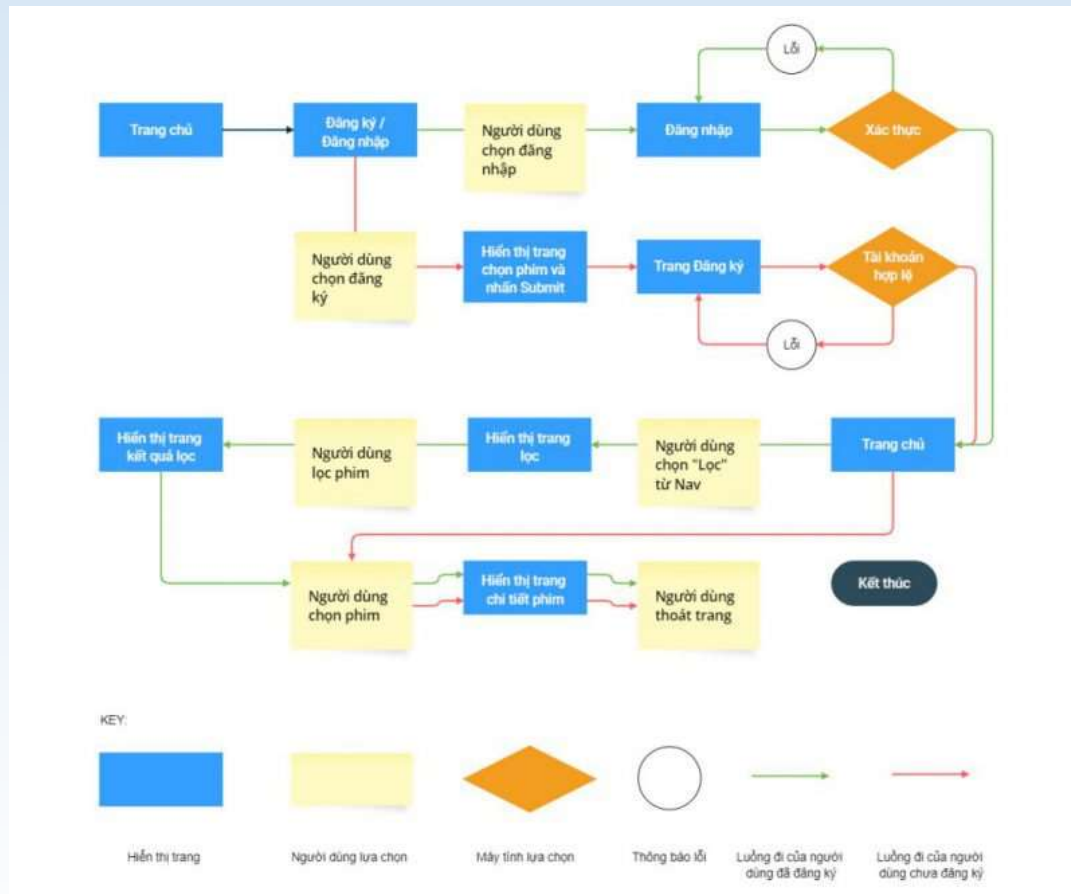 Lỗi
Trang chủ
Đăng ký /
Đăng nhập
Người dùng
chọn đăng
nhập
Đăng nhập
Xác thực
Người dùng
chọn đăng
ký
Hiển thị trang
chọn phim và
nhấn Submit
Trang Đăng ký
Tài khoản
hợp lệ
Lỗi
Hiển thị trang
kết quả lọc
Người dùng
lọc phim
Hiển thị trang
lọc
Người dùng
chọn "Lọc"
từ Nav
Trang chủ
Người dùng
chọn phim
Hiển thị trang
chi tiết phim
Người dùng
thoát trang
Kết thúc
KEY:
Hiển thị trang
Người dùng lựa chọn
Máy tính lựa chọn
Thông báo lỗi
Luồng đi của người
dùng đã đăng ký
Luồng đi của người
dùng chưa đăng ký